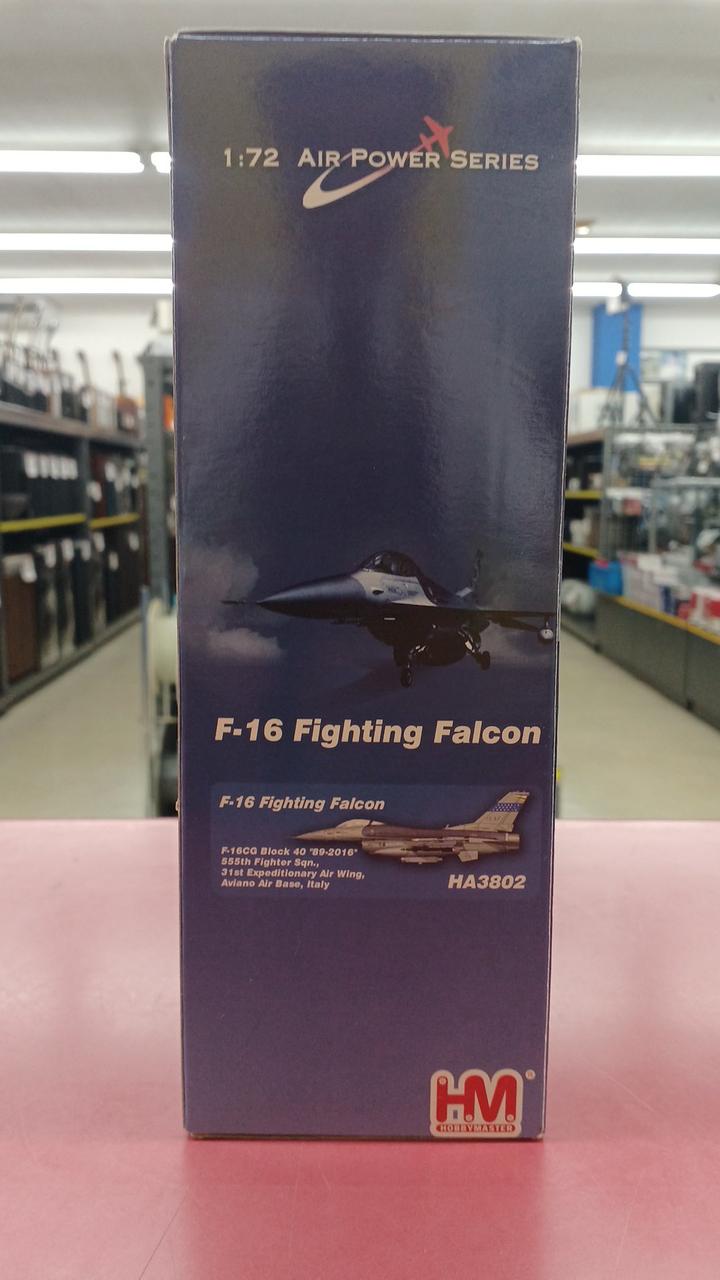 1:72 AIR POWER SERIES
F-16 Fighting Falcon
F-16 Fighting Falcon
F-16CG Block 40 "89-2016"
555th Fighter Sqn.,
31st Expeditionary Air Wing,
Aviano Air Base, Italy
HA3802
HM®
HOBBYMASTER